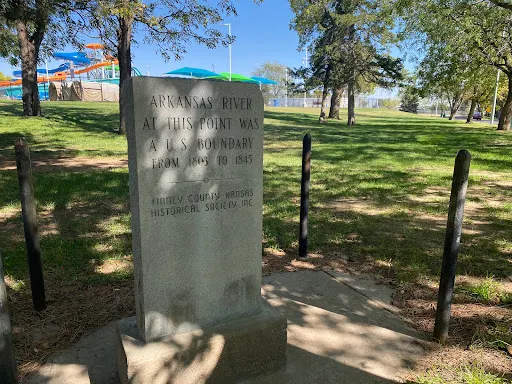 ARKANSAS RIVER
AT THIS POINT WAS
A U.S. BOUNDARY
FROM 1803 TO 1845
FINNEY COUNTY KANSAS
HISTORICAL SOCIETY INC.